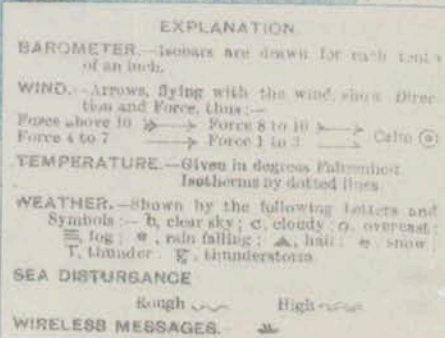 EXPLANATION
BAROMETER.—Isobars are drawn for each tenth
of an inch.
WIND.—Arrows, flying with the wind, show Direc-
tion and Force, thus:—
Force above 10 Force 8 to 10
Force 4 to 7 Force 1 to 3 Calm
TEMPERATURE.—Given in degrees Fahrenheit
Isotherms by dotted lines
WEATHER.—Shown by the following Letters and
Symbols:— b, clear sky; c, cloudy; o, overcast;
fog; rain falling; hail; snow
T, thunder; thunderstorm
SEA DISTURBANCE
Rough High
WIRELESS MESSAGES.